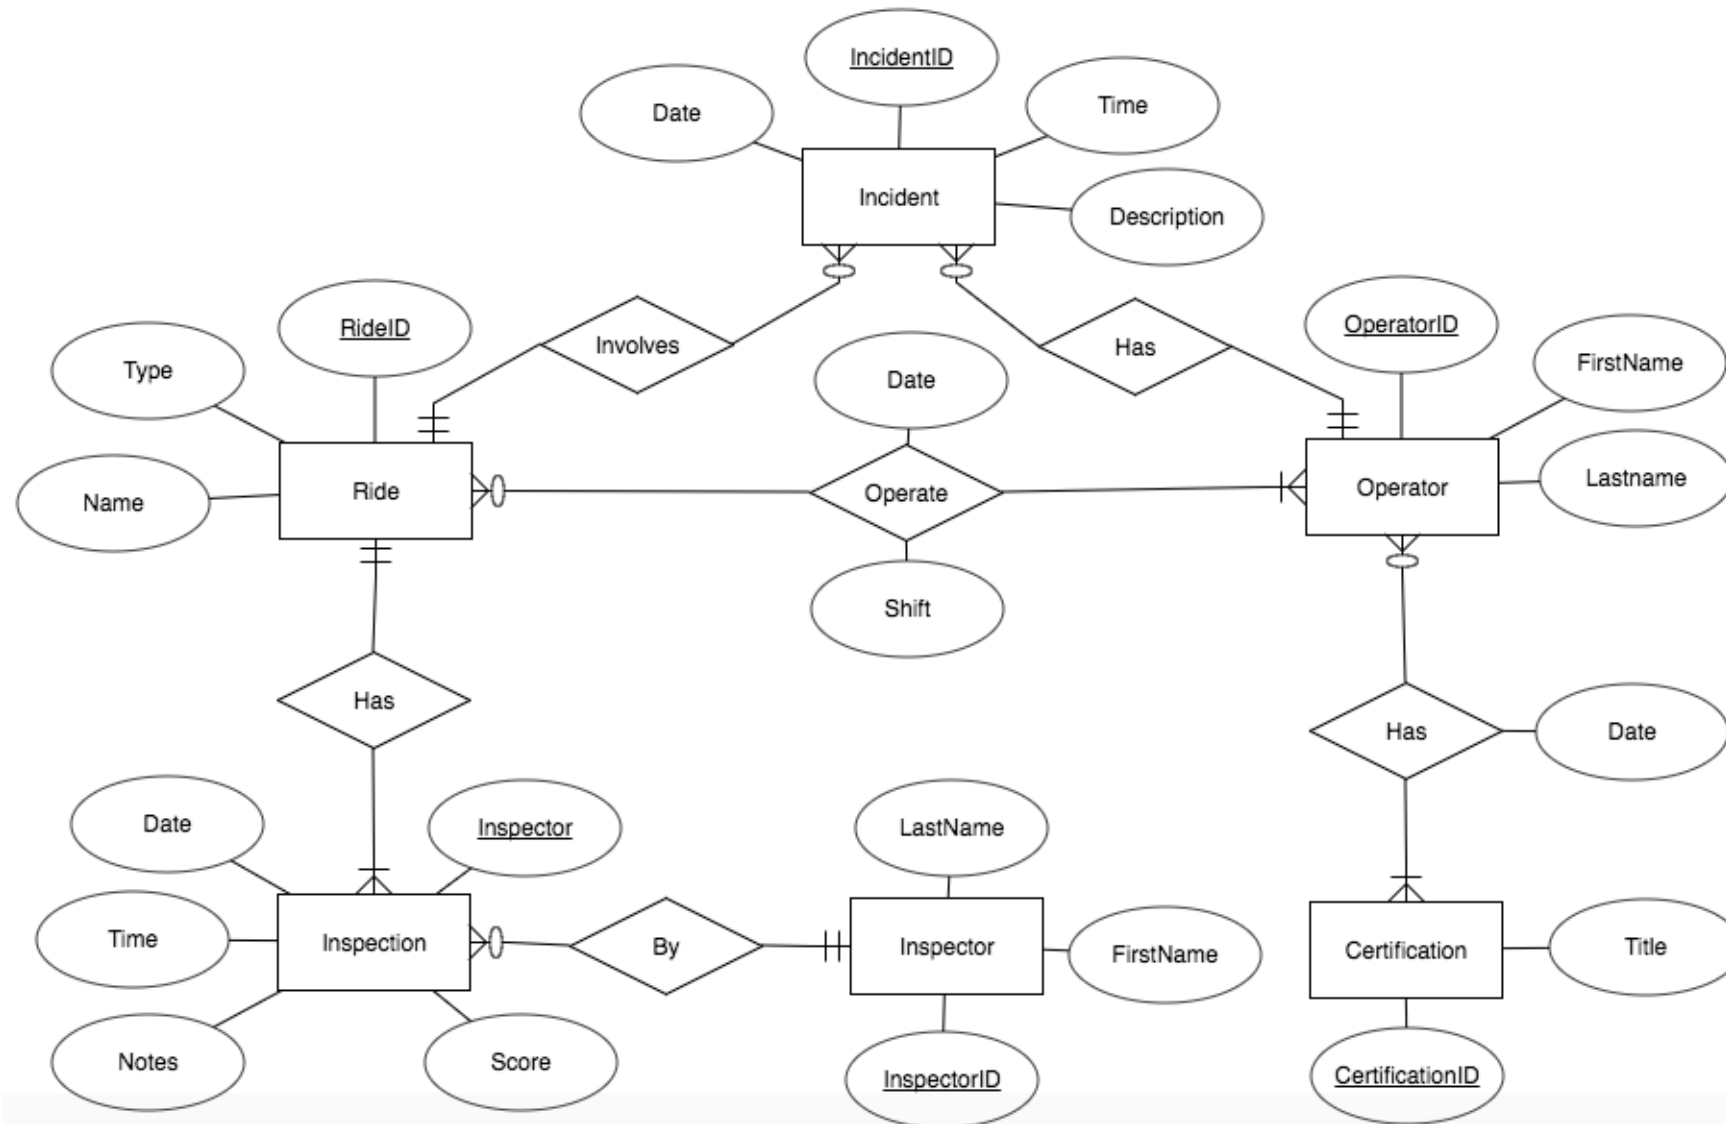 IncidentID
Date
Time
Incident
Description
RideID
OperatorID
Involves
Has
Type
Date
FirstName
Ride
Operate
Operator
Lastname
Name
Shift
Has
Has
Date
Date
Inspector
LastName
Time
Inspection
By
Inspector
FirstName
Certification
Title
Notes
Score
InspectorID
CertificationID